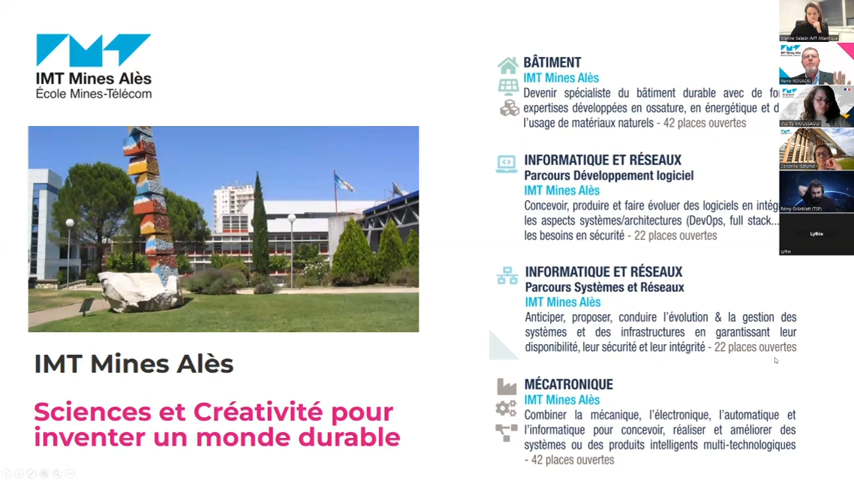 IMT Mines Alès
École Mines-Télécom
IMT Mines Alès
Sciences et Créativité pour
inventer un monde durable
BÂTIMENT
IMT Mines Alès
Devenir spécialiste du bâtiment durable avec de
expertises développées en ossature, en énergétique et
l'usage de matériaux naturels - 42 places ouvertes
INFORMATIQUE ET RÉSEAUX
Parcours Développement logiciel
IMT Mines Alès
Concevoir, produire et faire évoluer des logiciels en
les aspects systèmes/architectures (DevOps, full stack...
les besoins en sécurité - 22 places ouvertes
INFORMATIQUE ET RÉSEAUX
Parcours Systèmes et Réseaux
IMT Mines Alès
Anticiper, proposer, conduire l'évolution & la gestion des
systèmes et des infrastructures en garantissant leur
disponibilité, leur sécurité et leur intégrité - 22 places ouvertes
MÉCATRONIQUE
IMT Mines Alès
Combiner la mécanique, l'électronique, l'automatique et
l'informatique pour concevoir, réaliser et améliorer des
systèmes ou des produits intelligents multi-technologiques
- 42 places ouvertes
IMT Atlantique
Lylhie
Lylhie